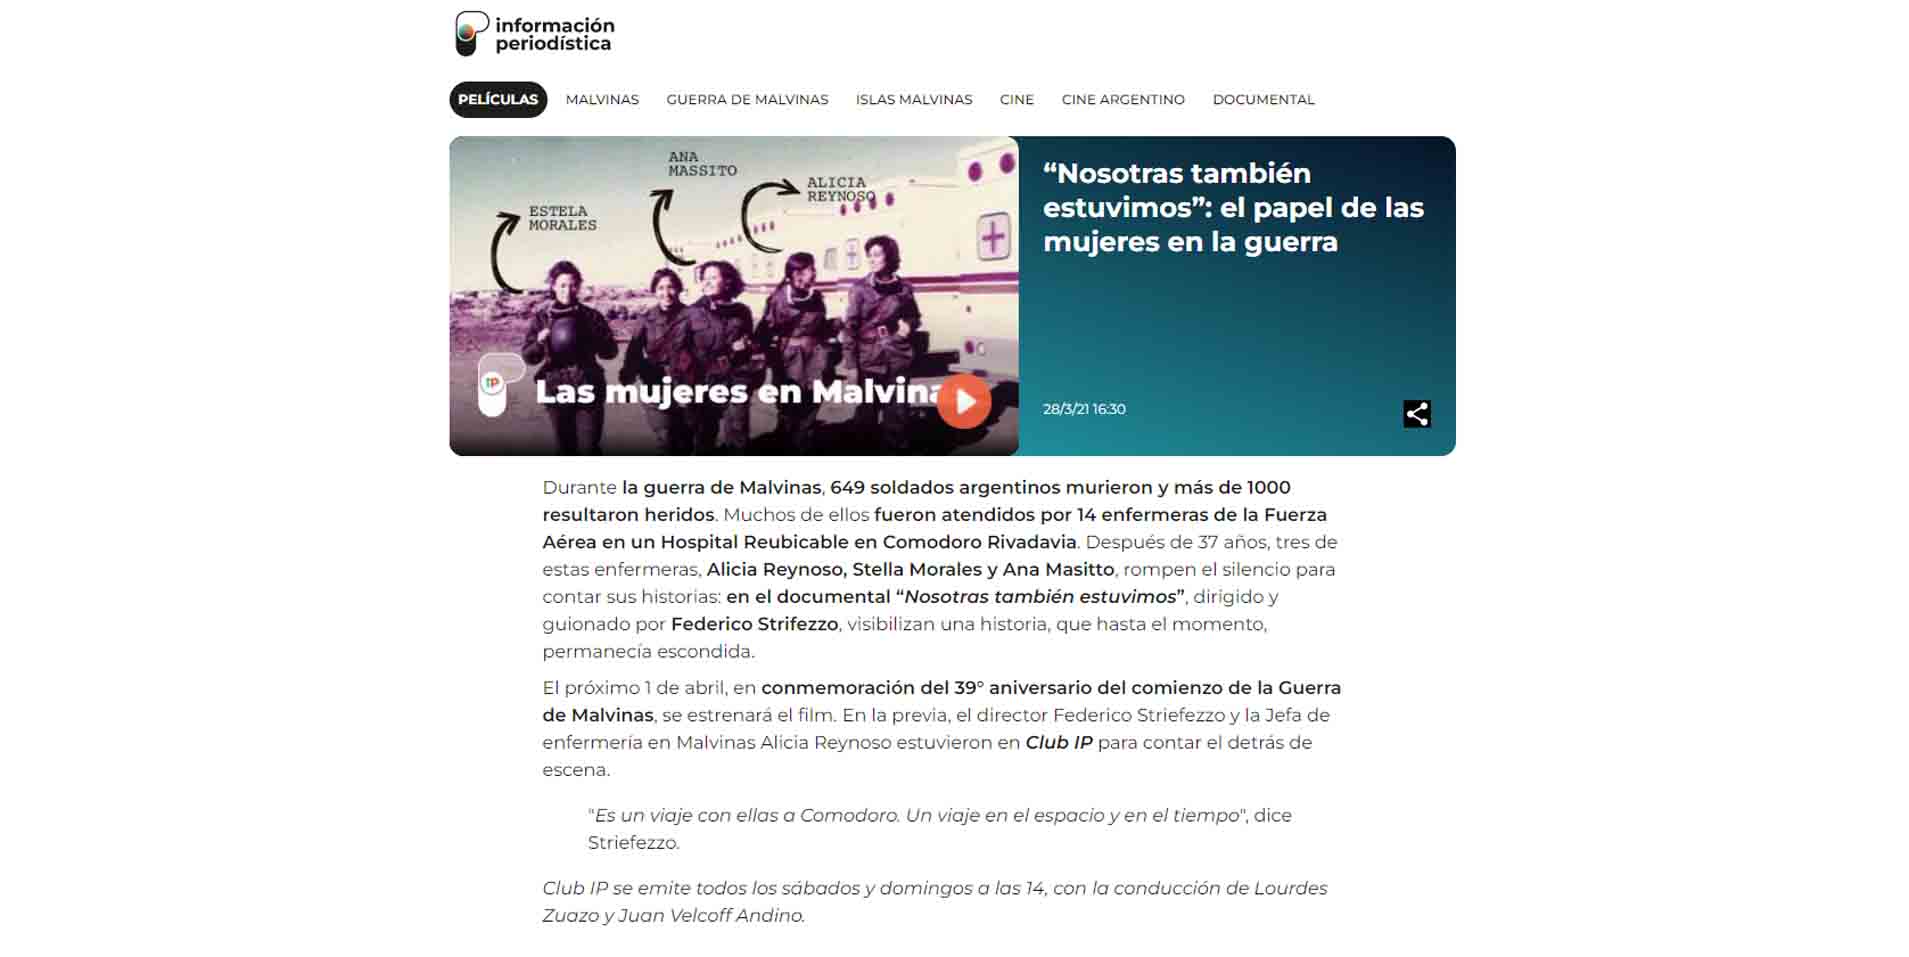 información
periodística
PELÍCULAS MALVINAS GUERRA DE MALVINAS ISLAS MALVINAS CINE CINE ARGENTINO DOCUMENTAL
ANA
MASSITO
ALICIA
REYNOSO
ESTELA
MORALES
IP
Las mujeres en Malvina
“Nosotras también
estuvimos”: el papel de las
mujeres en la guerra
28/3/21 16:30
Durante la guerra de Malvinas, 649 soldados argentinos murieron y más de 1000
resultaron heridos. Muchos de ellos fueron atendidos por 14 enfermeras de la Fuerza
Aérea en un Hospital Reubicable en Comodoro Rivadavia. Después de 37 años, tres de
estas enfermeras, Alicia Reynoso, Stella Morales y Ana Masitto, rompen el silencio para
contar sus historias: en el documental “Nosotras también estuvimos”, dirigido y
guionado por Federico Strifezzo, visibilizan una historia, que hasta el momento,
permanecía escondida.
El próximo 1 de abril, en conmemoración del 39° aniversario del comienzo de la Guerra
de Malvinas, se estrenará el film. En la previa, el director Federico Striefezzo y la Jefa de
enfermería en Malvinas Alicia Reynoso estuvieron en Club IP para contar el detrás de
escena.
"Es un viaje con ellas a Comodoro. Un viaje en el espacio y en el tiempo", dice
Striefezzo.
Club IP se emite todos los sábados y domingos a las 14, con la conducción de Lourdes
Zuazo y Juan Velcoff Andino.